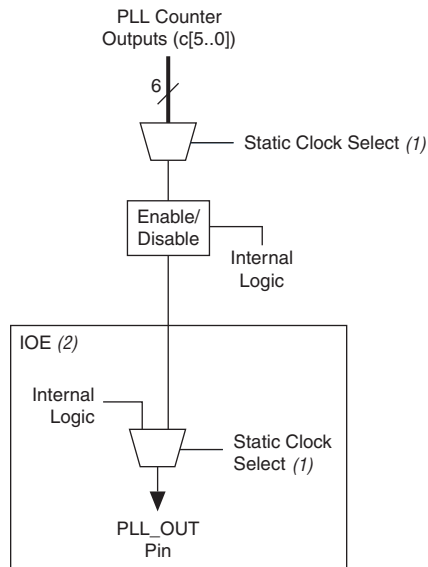 PLL Counter
Outputs (c[5..0])
6
Static Clock Select (1)
Enable/
Disable
Internal
Logic
IOE (2)
Internal
Logic
Static Clock
Select (1)
PLL_OUT
Pin